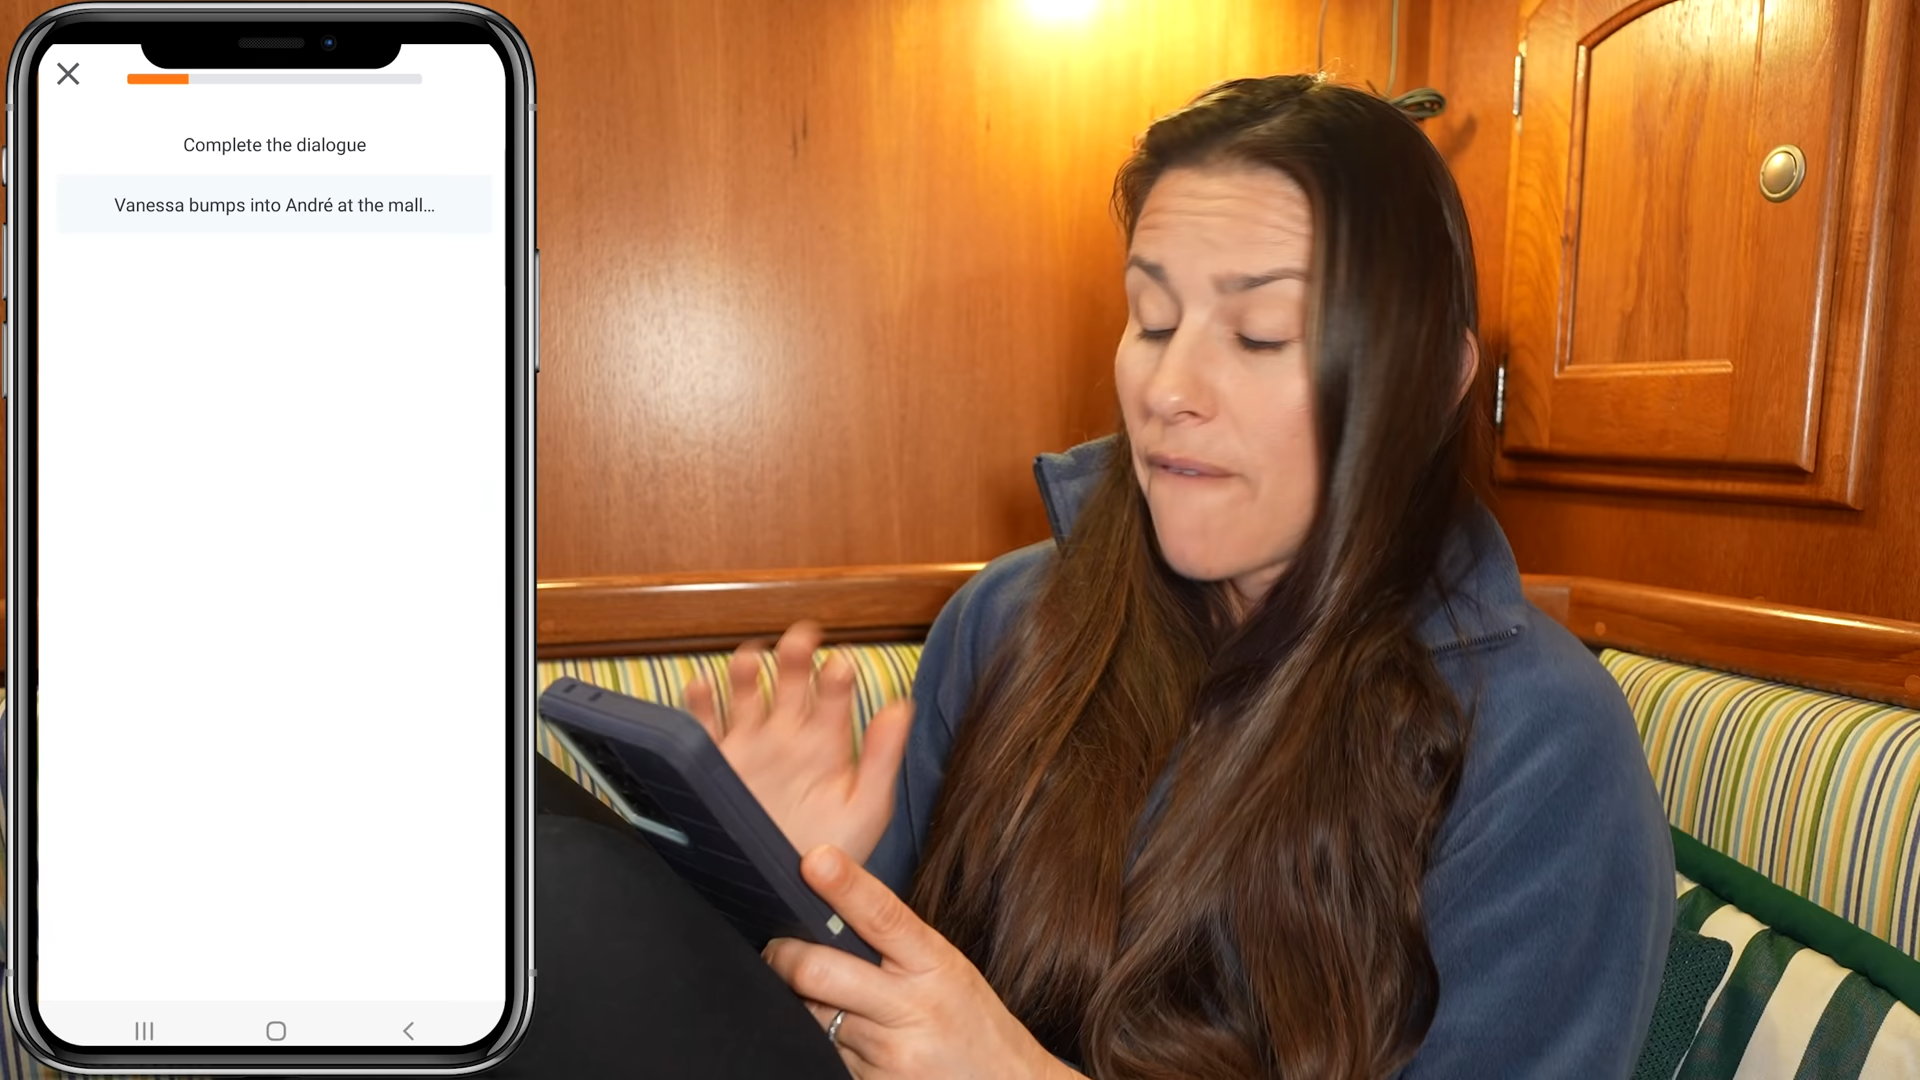 Complete the dialogue
Vanessa bumps into André at the mall...